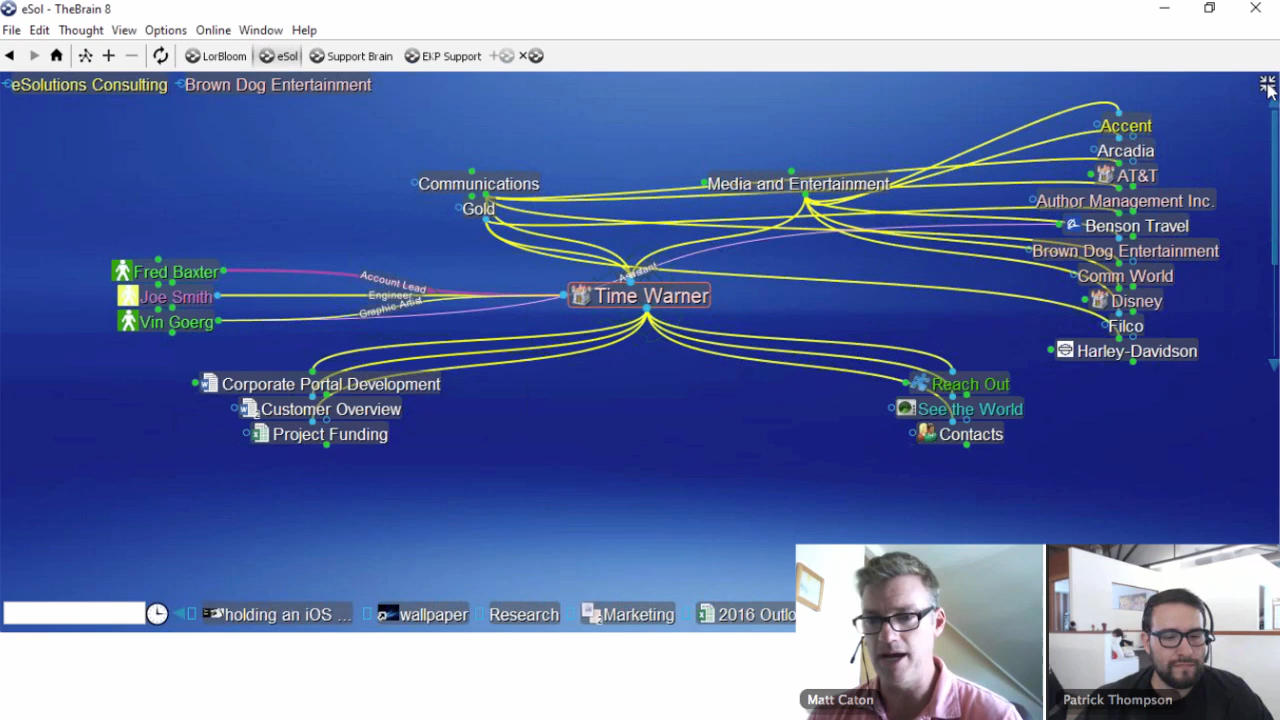 eSol - TheBrain 8
File Edit Thought View Options Online Window Help
LorBloom eSol Support Brain EKP Support
eSolutions Consulting Brown Dog Entertainment
Accent
Arcadia
AT&T
Author Management Inc.
Benson Travel
Brown Dog Entertainment
Comm World
Disney
Filco
Harley-Davidson
Communications
Gold
Media and Entertainment
Fred Baxter
Joe Smith
Vin Goerg
Account Lead
Engineer
Graphic Artist
Assistant
Time Warner
Corporate Portal Development
Customer Overview
Project Funding
Reach Out
See the World
Contacts
holding an iOS ... wallpaper Research Marketing 2016 Outlo
Matt Caton
Patrick Thompson